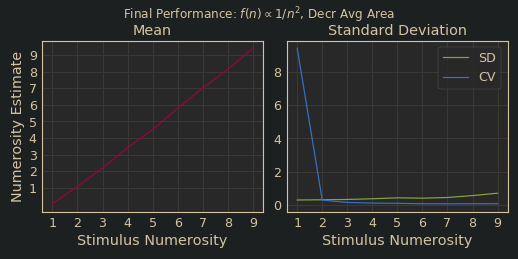 Final Performance: f(n) ∝ 1/n², Decr Avg Area
Mean
Numerosity Estimate
9
8
7
6
5
4
3
2
1
1 2 3 4 5 6 7 8 9
Stimulus Numerosity
Standard Deviation
SD
CV
8
6
4
2
0
1 2 3 4 5 6 7 8 9
Stimulus Numerosity